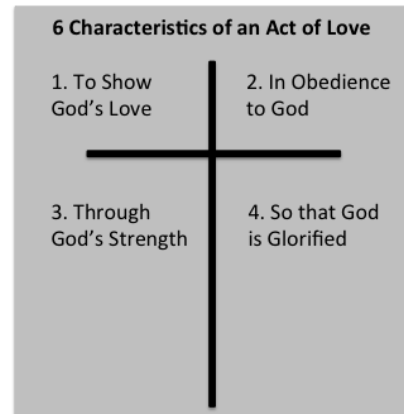 6 Characteristics of an Act of Love
1. To Show
God's Love
2. In Obedience
to God
3. Through
God's Strength
4. So that God
is Glorified